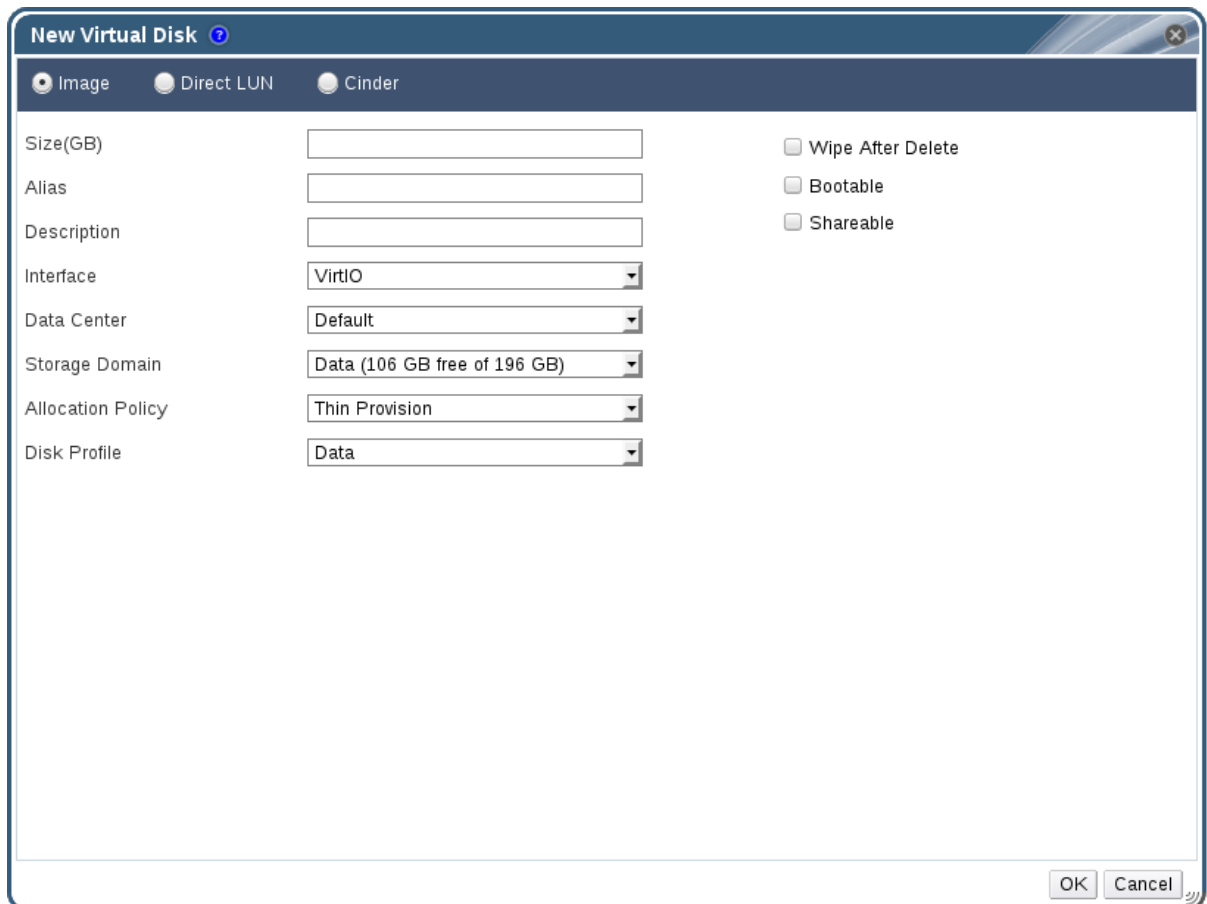 New Virtual Disk ?
Image Direct LUN Cinder
Size(GB)
Wipe After Delete
Alias
Bootable
Description
Shareable
Interface VirtIO
Data Center Default
Storage Domain Data (106 GB free of 196 GB)
Allocation Policy Thin Provision
Disk Profile Data
OK Cancel